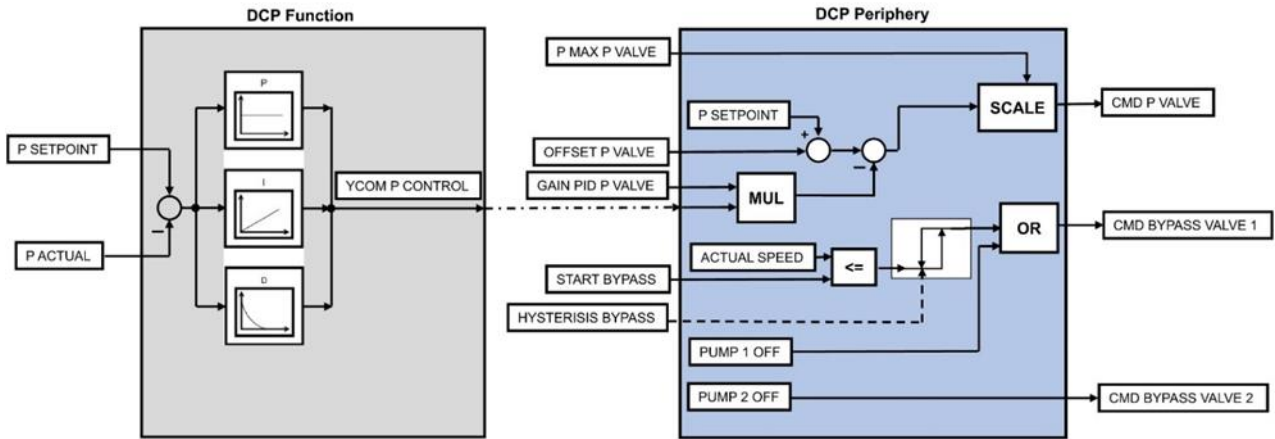 DCP Function
DCP Periphery
P
I
D
P SETPOINT
P ACTUAL
YCOM P CONTROL
P MAX P VALVE
P SETPOINT
+
OFFSET P VALVE
GAIN PID P VALVE
MUL
SCALE
CMD P VALVE
ACTUAL SPEED
START BYPASS
<=
HYSTERISIS BYPASS
OR
CMD BYPASS VALVE 1
PUMP 1 OFF
PUMP 2 OFF
CMD BYPASS VALVE 2